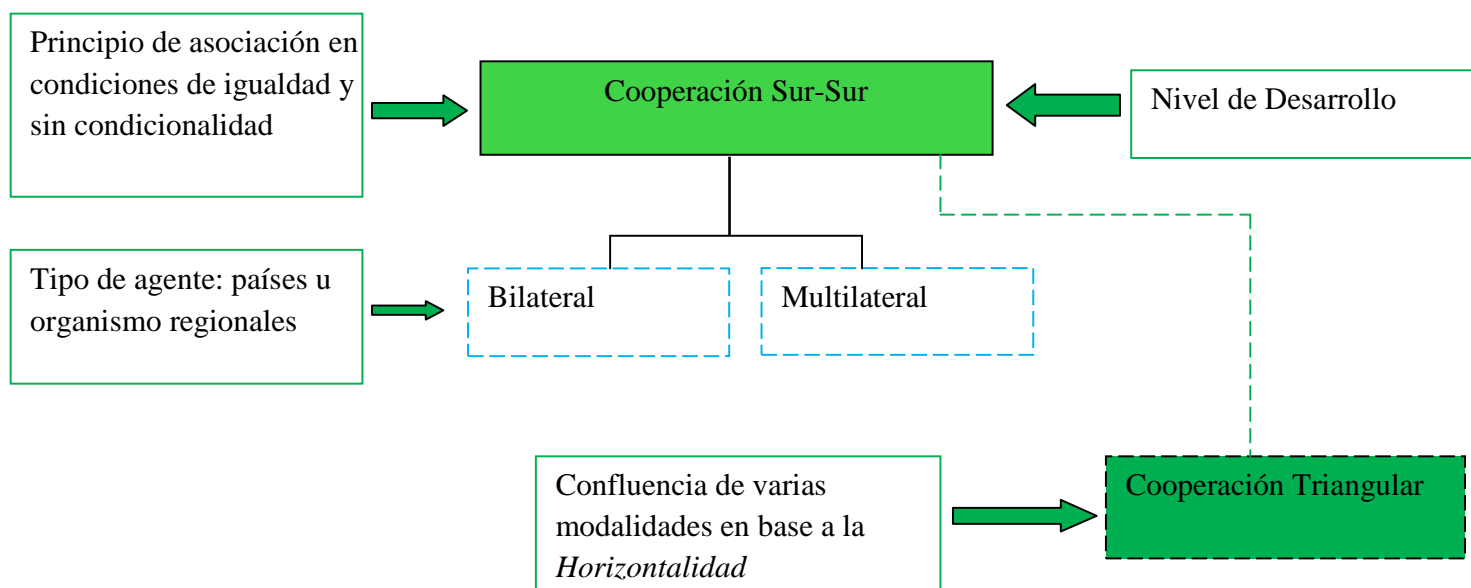 Principio de asociación en
condiciones de igualdad y
sin condicionalidad
Cooperación Sur-Sur
Nivel de Desarrollo
Tipo de agente: países u
organismo regionales
Bilateral
Multilateral
Confluencia de varias
modalidades en base a la
Horizontalidad
Cooperación Triangular